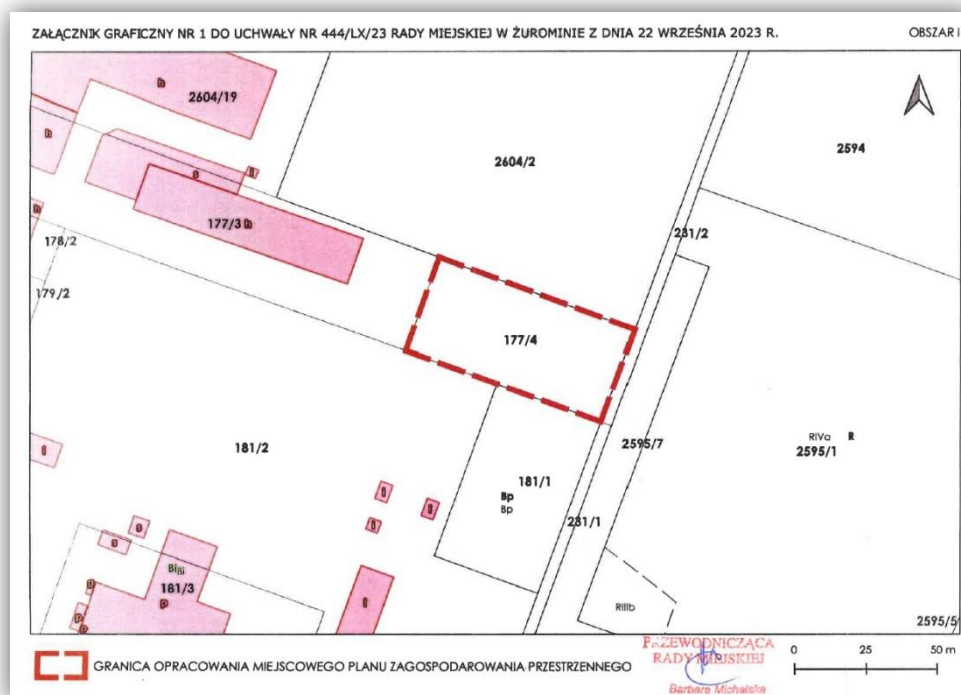 ZAŁĄCZNIK GRAFICZNY NR 1 DO UCHWAŁY NR 444/LX/23 RADY MIEJSKIEJ W ŻUROMINIE Z DNIA 22 WRZEŚNIA 2023 R. OBSZAR I
h
2604/19
h
2604/2
2594
g
i
h
177/3 h
178/2
231/2
179/2
177/4
181/2
i
2595/7
RIVa R
2595/1
181/1
i
i
i
Bp
Bp
231/1
g
g
BiBi
181/3
g
p
i
RIIIb
p
p
2595/5
GRANICA OPRACOWANIA MIEJSCOWEGO PLANU ZAGOSPODAROWANIA PRZESTRZENNEGO
PRZEWODNICZĄCA
RADY MIEJSKIEJ
Barbara Michalska
0 25 50 m